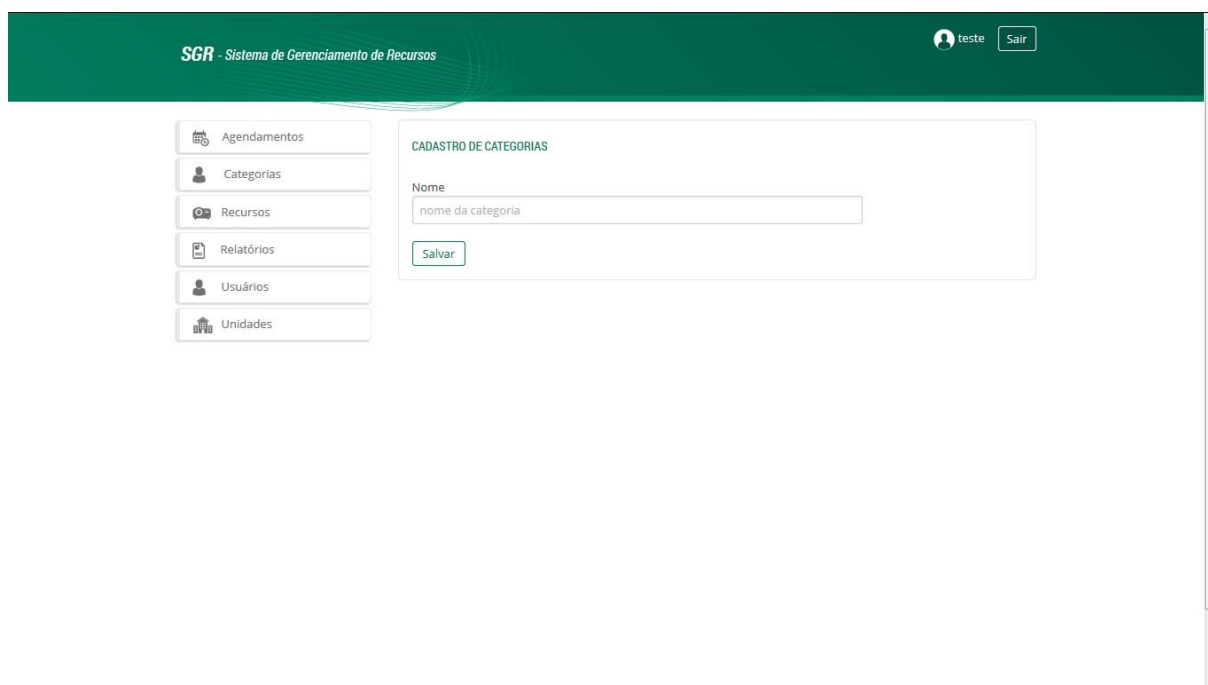 SGR - Sistema de Gerenciamento de Recursos
teste
Sair
Agendamentos
Categorias
Recursos
Relatórios
Usuários
Unidades
CADASTRO DE CATEGORIAS
Nome
nome da categoria
Salvar